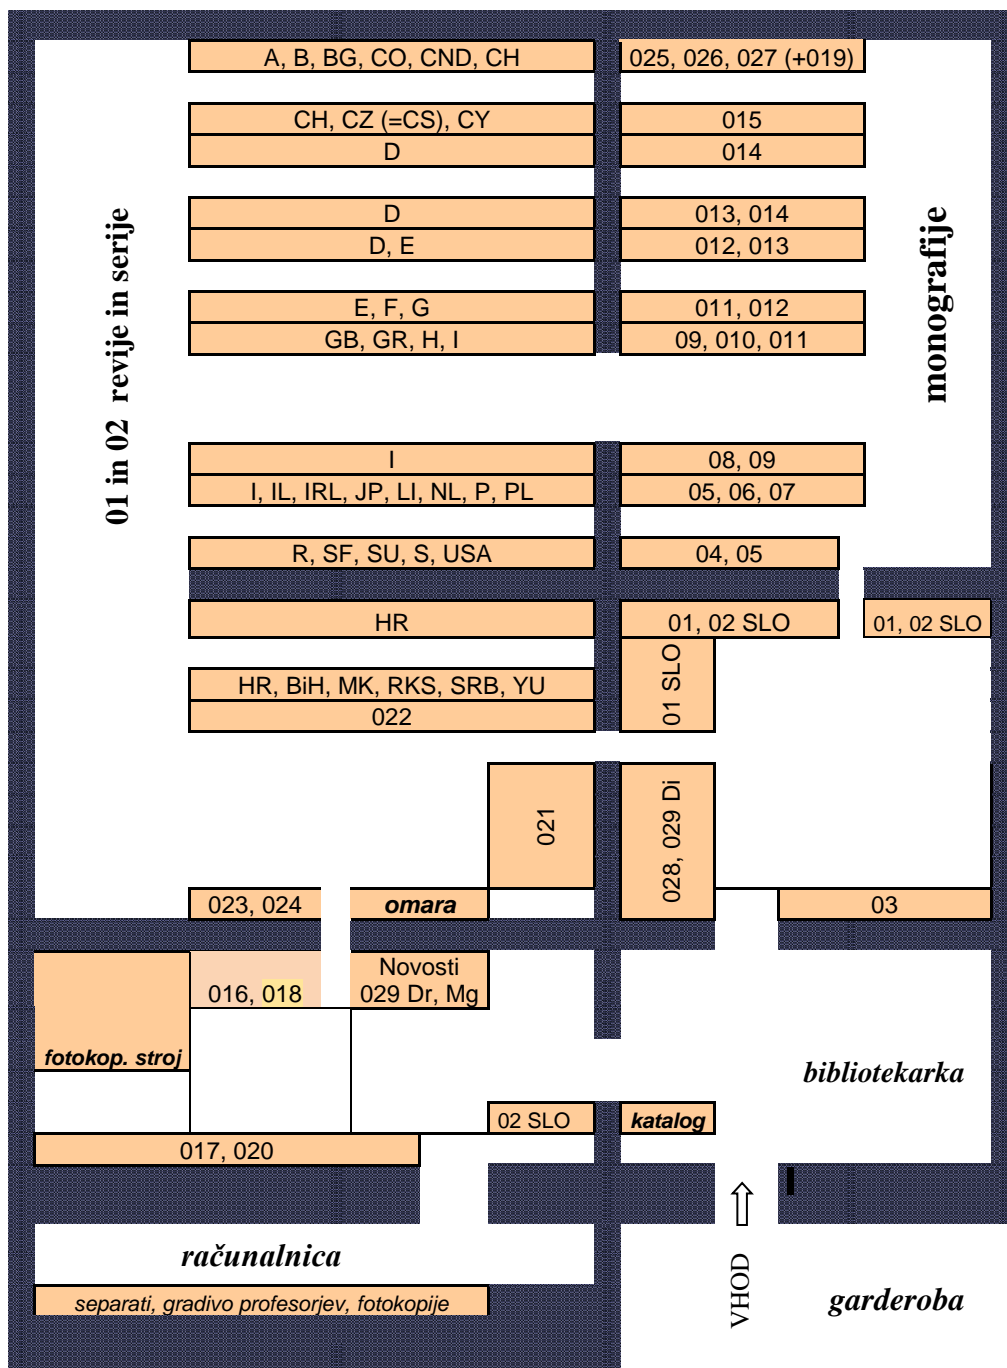 A, B, BG, CO, CND, CH
025, 026, 027 (+019)
CH, CZ (=CS), CY
015
D
014
D
013, 014
D, E
012, 013
E, F, G
011, 012
GB, GR, H, I
09, 010, 011
01 in 02 revije in serije
monografije
I
08, 09
I, IL, IRL, JP, LI, NL, P, PL
05, 06, 07
R, SF, SU, S, USA
04, 05
HR
01, 02 SLO
01, 02 SLO
01 SLO
HR, BiH, MK, RKS, SRB, YU
022
021
028, 029 Di
023, 024
omara
03
016, 018
Novosti
029 Dr, Mg
fotokop. stroj
bibliotekarka
02 SLO
katalog
017, 020
računalnica
VHOD
garderoba
separati, gradivo profesorjev, fotokopije